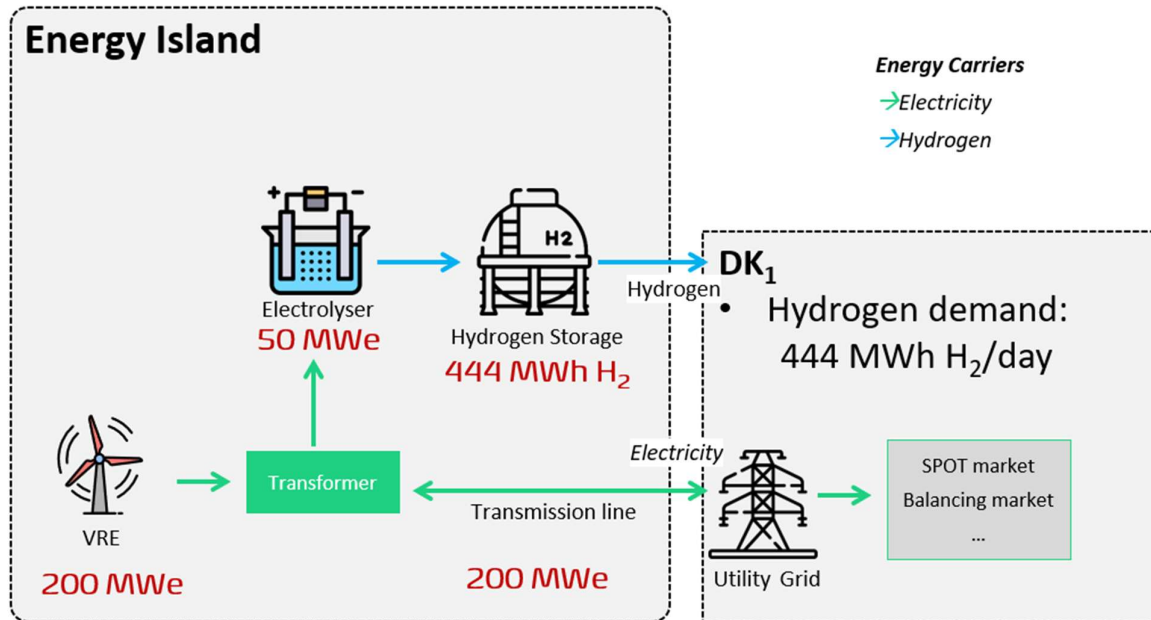 Energy Island
Energy Carriers
Electricity
Hydrogen
+ −
H2
Electrolyser
50 MWe
Hydrogen Storage
444 MWh H₂
Hydrogen
DK₁
• Hydrogen demand:
444 MWh H₂/day
Transformer
VRE
200 MWe
Electricity
Transmission line
200 MWe
Utility Grid
SPOT market
Balancing market
...